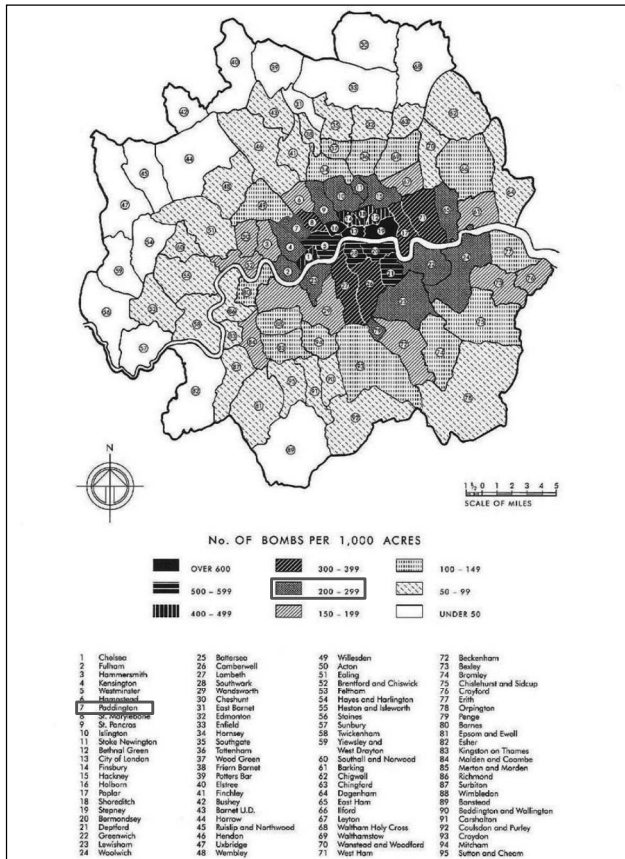 N
1 ½ 0 1 2 3 4 5
SCALE OF MILES
No. OF BOMBS PER 1,000 ACRES
OVER 600
500 - 599
400 - 499
300 - 399
200 - 299
150 - 199
100 - 149
50 - 99
UNDER 50
1 Chelsea
2 Fulham
3 Hammersmith
4 Kensington
5 Westminster
6 Hampstead
7 Paddington
8 St. Marylebone
9 St. Pancras
10 Islington
11 Stoke Newington
12 Bethnal Green
13 City of London
14 Finsbury
15 Hackney
16 Holborn
17 Poplar
18 Shoreditch
19 Stepney
20 Bermondsey
21 Deptford
22 Greenwich
23 Lewisham
24 Woolwich
25 Battersea
26 Camberwell
27 Lambeth
28 Southwark
29 Wandsworth
30 Cheshunt
31 East Barnet
32 Edmonton
33 Enfield
34 Hornsey
35 Southgate
36 Tottenham
37 Wood Green
38 Friern Barnet
39 Potters Bar
40 Elstree
41 Finchley
42 Bushey
43 Barnet U.D.
44 Harrow
45 Ruislip and Northwood
46 Hendon
47 Uxbridge
48 Wembley
49 Willesden
50 Acton
51 Ealing
52 Brentford and Chiswick
53 Feltham
54 Hayes and Harlington
55 Heston and Isleworth
56 Staines
57 Sunbury
58 Twickenham
59 Yiewsley and
West Drayton
60 Southall and Norwood
61 Barking
62 Chigwell
63 Chingford
64 Dagenham
65 East Ham
66 Ilford
67 Leyton
68 Waltham Holy Cross
69 Walthamstow
70 Wanstead and Woodford
71 West Ham
72 Beckenham
73 Bexley
74 Bromley
75 Chislehurst and Sidcup
76 Crayford
77 Erith
78 Orpington
79 Penge
80 Barnes
81 Epsom and Ewell
82 Esher
83 Kingston on Thames
84 Malden and Coombe
85 Merton and Morden
86 Richmond
87 Surbiton
88 Wimbledon
89 Banstead
90 Beddington and Wallington
91 Carshalton
92 Coulsdon and Purley
93 Croydon
94 Mitcham
95 Sutton and Cheam